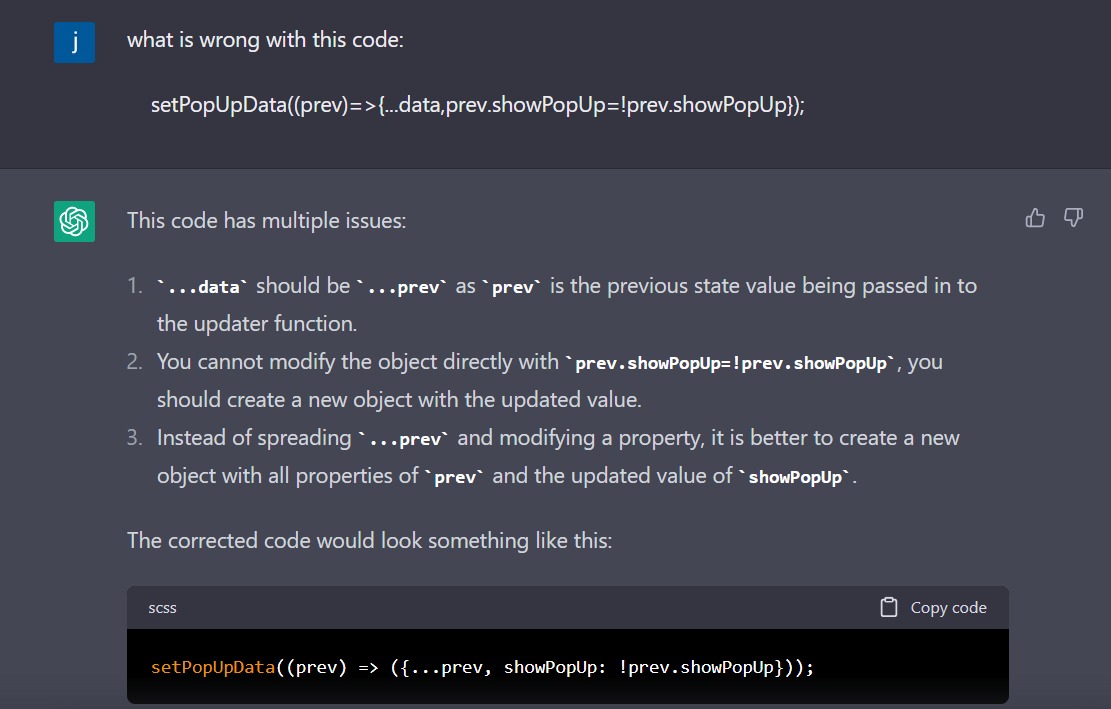 j
what is wrong with this code:
setPopUpData((prev)=>{...data,prev.showPopUp=!prev.showPopUp});
This code has multiple issues:
1. `...data` should be `...prev` as `prev` is the previous state value being passed in to
the updater function.
2. You cannot modify the object directly with `prev.showPopUp=!prev.showPopUp`, you
should create a new object with the updated value.
3. Instead of spreading `...prev` and modifying a property, it is better to create a new
object with all properties of `prev` and the updated value of `showPopUp`.
The corrected code would look something like this:
scss Copy code
setPopUpData((prev) => ({...prev, showPopUp: !prev.showPopUp}));